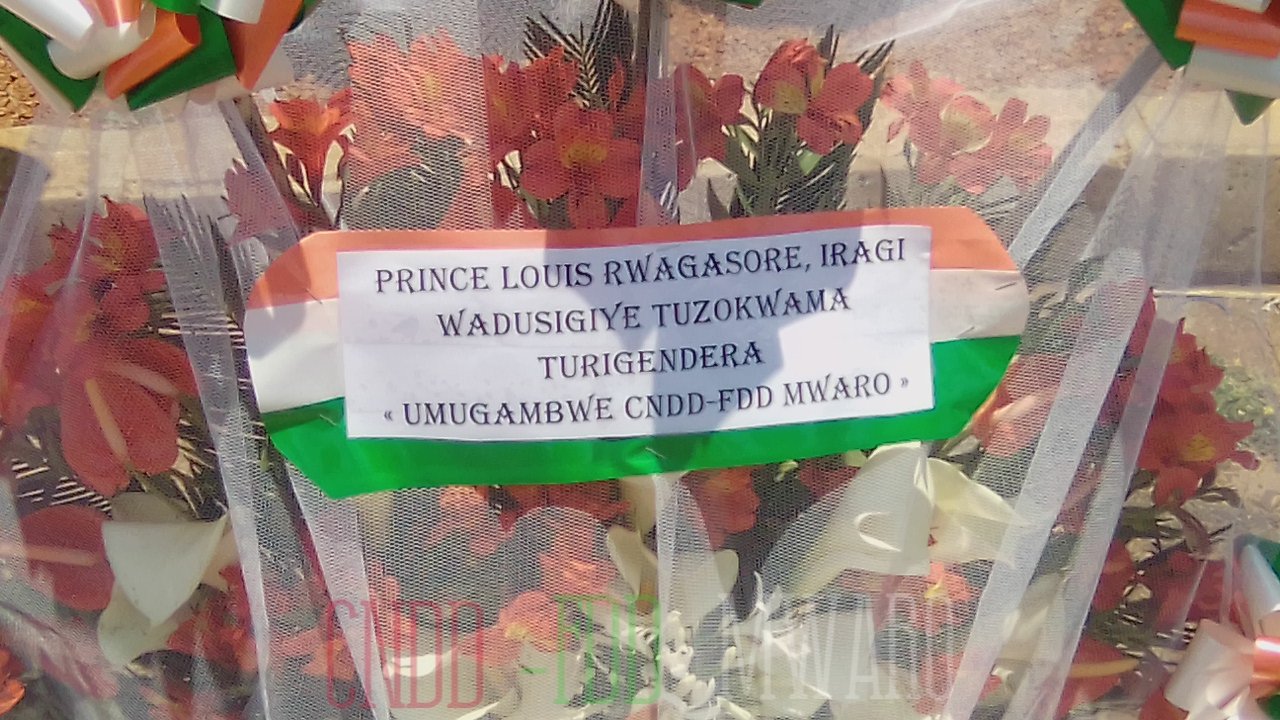 PRINCE LOUIS RWAGASORE, IRAGI
WADUSIGIYE TUZOKWAMA
TURIGENDERA
« UMUGAMBWE CNDD-FDD MWARO »
CNDD -FDD MWARO